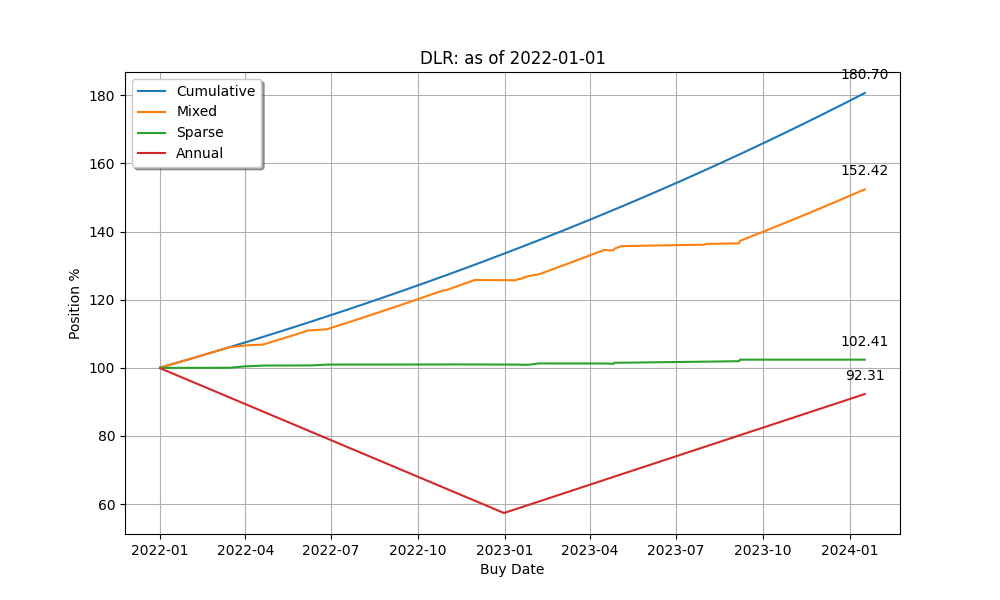 DLR: as of 2022-01-01
180.70
Cumulative
Mixed
Sparse
Annual
152.42
102.41
92.31
180
160
140
120
100
80
60
Position %
2022-01 2022-04 2022-07 2022-10 2023-01 2023-04 2023-07 2023-10 2024-01
Buy Date